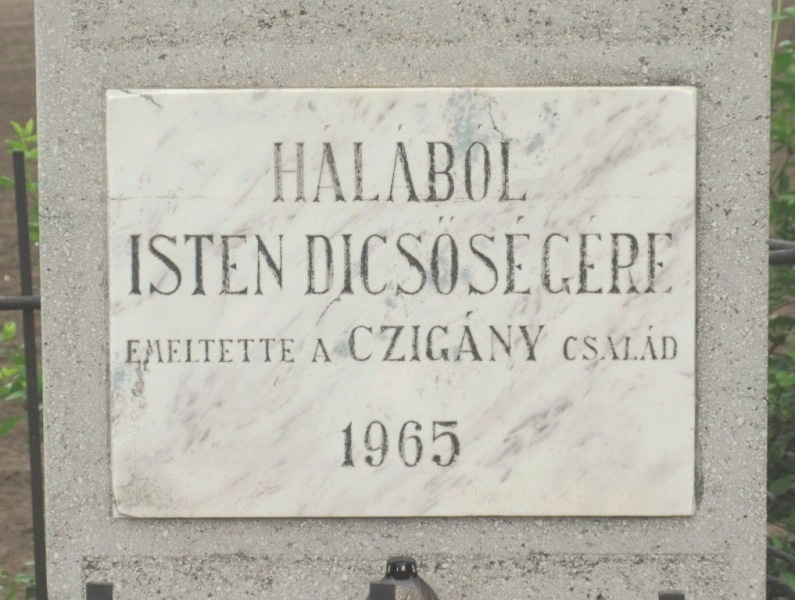 HÁLÁBÓL
ISTEN DICSŐSÉGÉRE
EMELTETTE A CZIGÁNY CSALÁD
1965